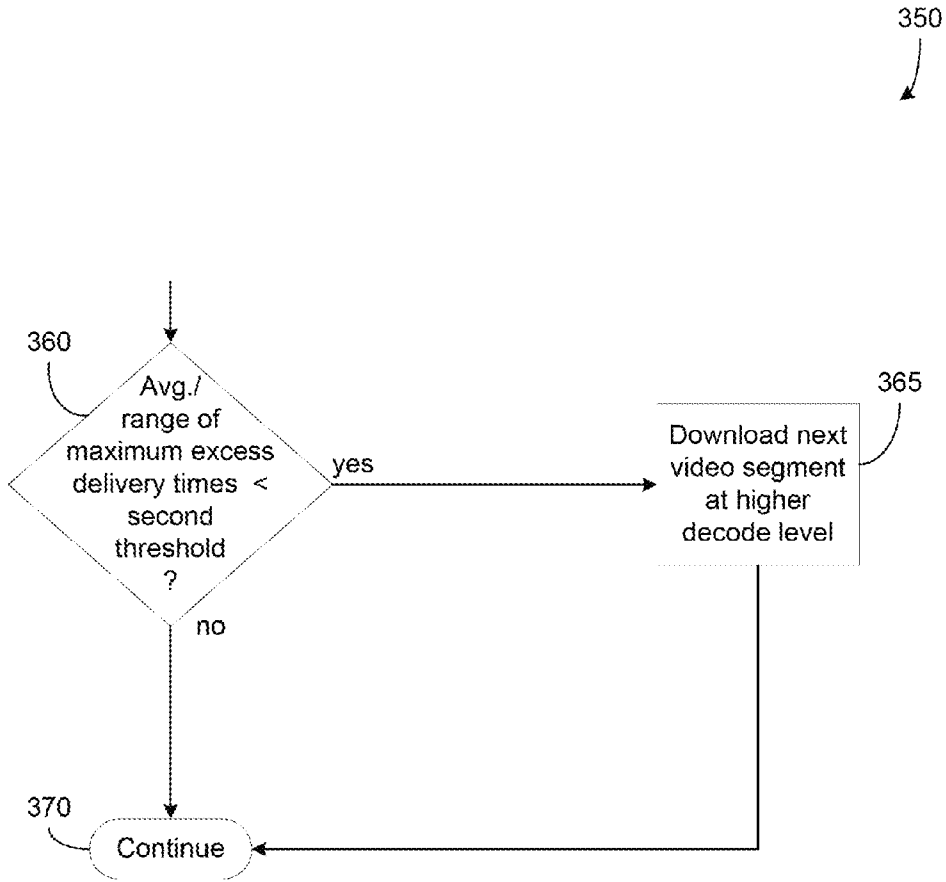 350
360
Avg./
range of
maximum excess
delivery times <
second
threshold
?
yes
365
Download next
video segment
at higher
decode level
no
370
Continue